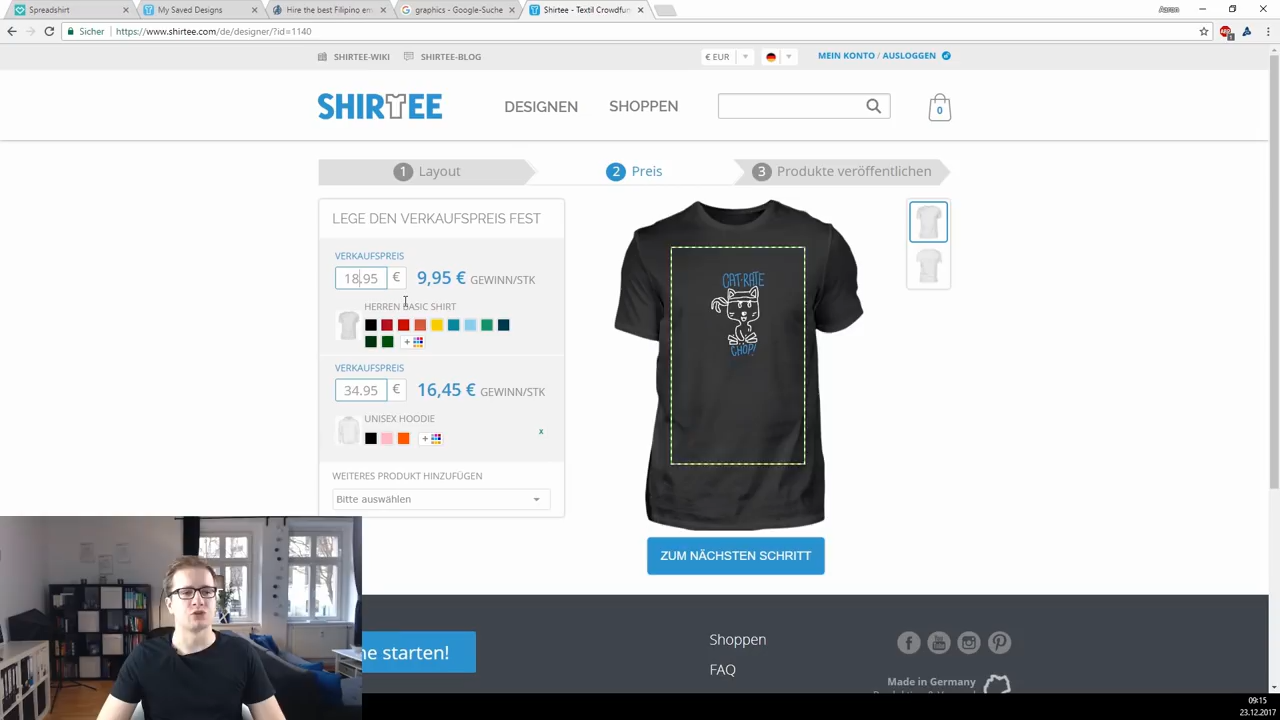 Spreadshirt
My Saved Designs
Hire the best Filipino em
graphics - Google-Suche
Shirtee - Textil Crowdfun
Aaron
Sicher
https://www.shirtee.com/de/designer/?id=1140
SHIRTEE-WIKI
SHIRTEE-BLOG
€ EUR
MEIN KONTO / AUSLOGGEN
SHIRTEE
DESIGNEN
SHOPPEN
0
1 Layout
2 Preis
3 Produkte veröffentlichen
LEGE DEN VERKAUFSPREIS FEST
VERKAUFSPREIS
18.95 €
9,95 € GEWINN/STK
HERREN BASIC SHIRT
+
VERKAUFSPREIS
34.95 €
16,45 € GEWINN/STK
UNISEX HOODIE
+
x
WEITERES PRODUKT HINZUFÜGEN
Bitte auswählen
CAT-RATE
CHOP!
ZUM NÄCHSTEN SCHRITT
ne starten!
Shoppen
FAQ
Made in Germany
09:15
23.12.2017